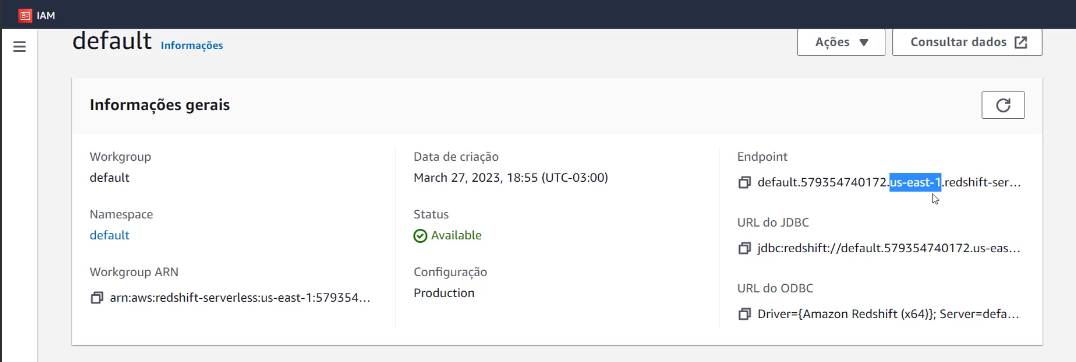 IAM
default Informações
Ações
Consultar dados
Informações gerais
Workgroup
default
Namespace
default
Workgroup ARN
arn:aws:redshift-serverless:us-east-1:579354...
Data de criação
March 27, 2023, 18:55 (UTC-03:00)
Status
Available
Configuração
Production
Endpoint
default.579354740172.us-east-1.redshift-ser...
URL do JDBC
jdbc:redshift://default.579354740172.us-eas...
URL do ODBC
Driver={Amazon Redshift (x64)}; Server=defa...